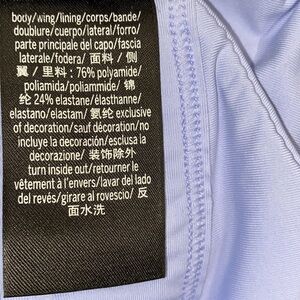 body/wing/lining/corps/bande/
doublure/cuerpo/lateral/forro/
parte principale del capo/fascia
laterale/fodera/ 面料 / 侧
翼 / 里料 : 76% polyamide/
poliamida/poliammide/ 锦
纶 24% elastane/élasthanne/
elastano/elastam/ 氨纶 exclusive
of decoration/sauf décoration/no
incluye la decoración/esclusa la
decorazione/ 装饰除外
turn inside out/retourner le
vêtement à l'envers/lavar del lado
del revés/girare al rovescio/ 反
面水洗